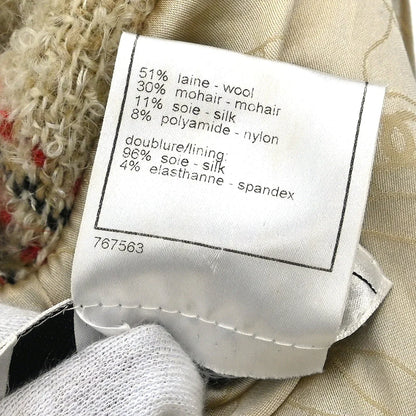 51% laine - wool
30% mohair - mohair
11% soie - silk
8% polyamide - nylon
doublure/lining:
96% soie - silk
4% elasthanne - spandex
767563